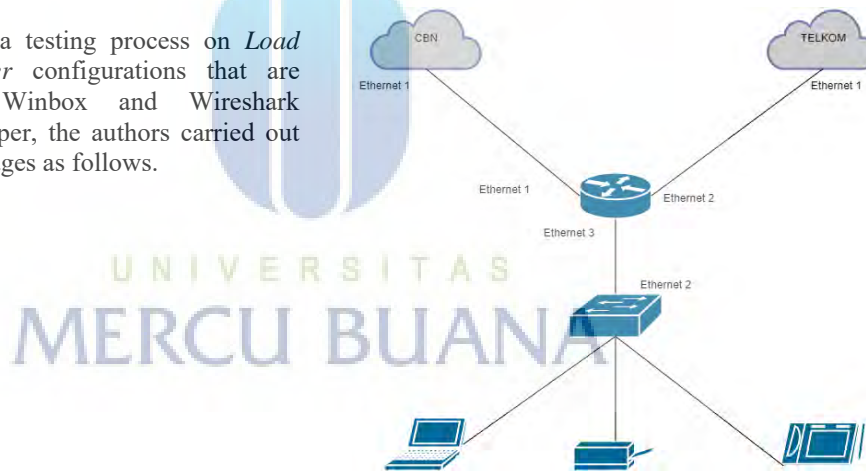 a testing process on Load
er configurations that are
Winbox and Wireshark
per, the authors carried out
ges as follows.
CBN
TELKOM
Ethernet 1
Ethernet 1
Ethernet 1
Ethernet 2
Ethernet 3
Ethernet 2
UNIVERSITAS
MERCU BUANA